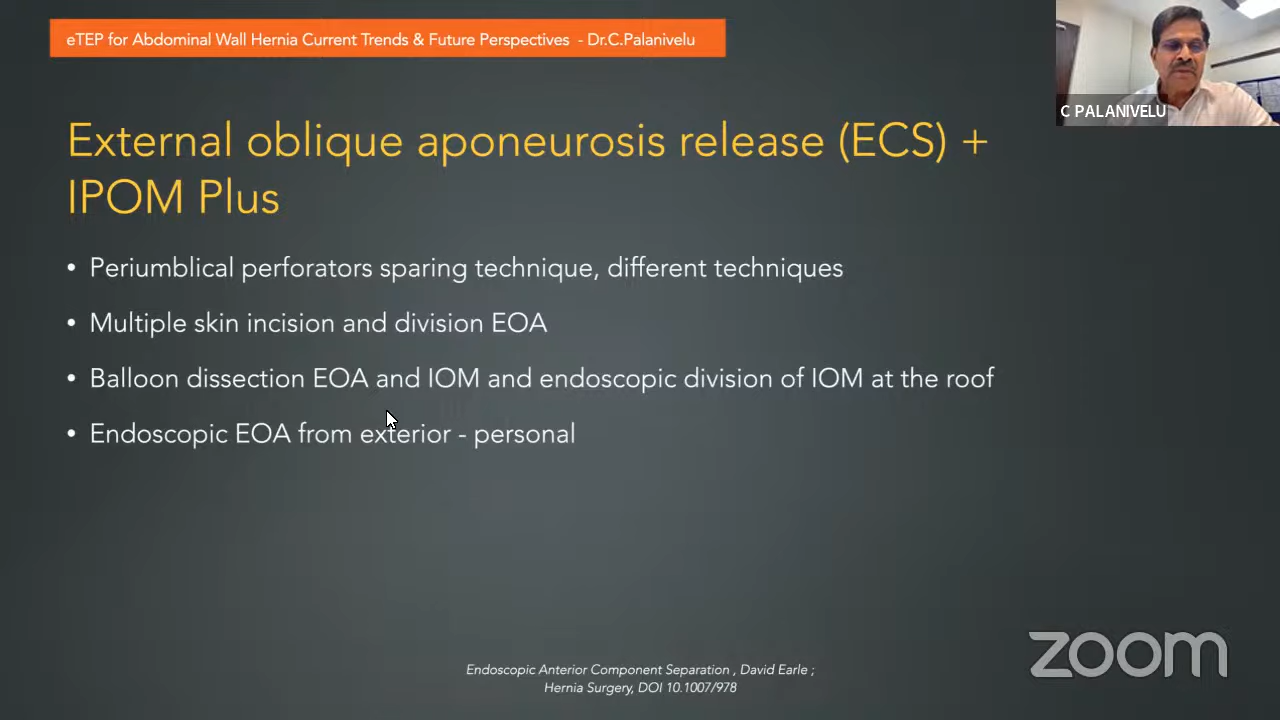 eTEP for Abdominal Wall Hernia Current Trends & Future Perspectives - Dr.C.Palanivelu
C PALANIVELU
External oblique aponeurosis release (ECS) +
IPOM Plus
• Periumblical perforators sparing technique, different techniques
• Multiple skin incision and division EOA
• Balloon dissection EOA and IOM and endoscopic division of IOM at the roof
• Endoscopic EOA from exterior - personal
Endoscopic Anterior Component Separation , David Earle ;
Hernia Surgery, DOI 10.1007/978
zoom